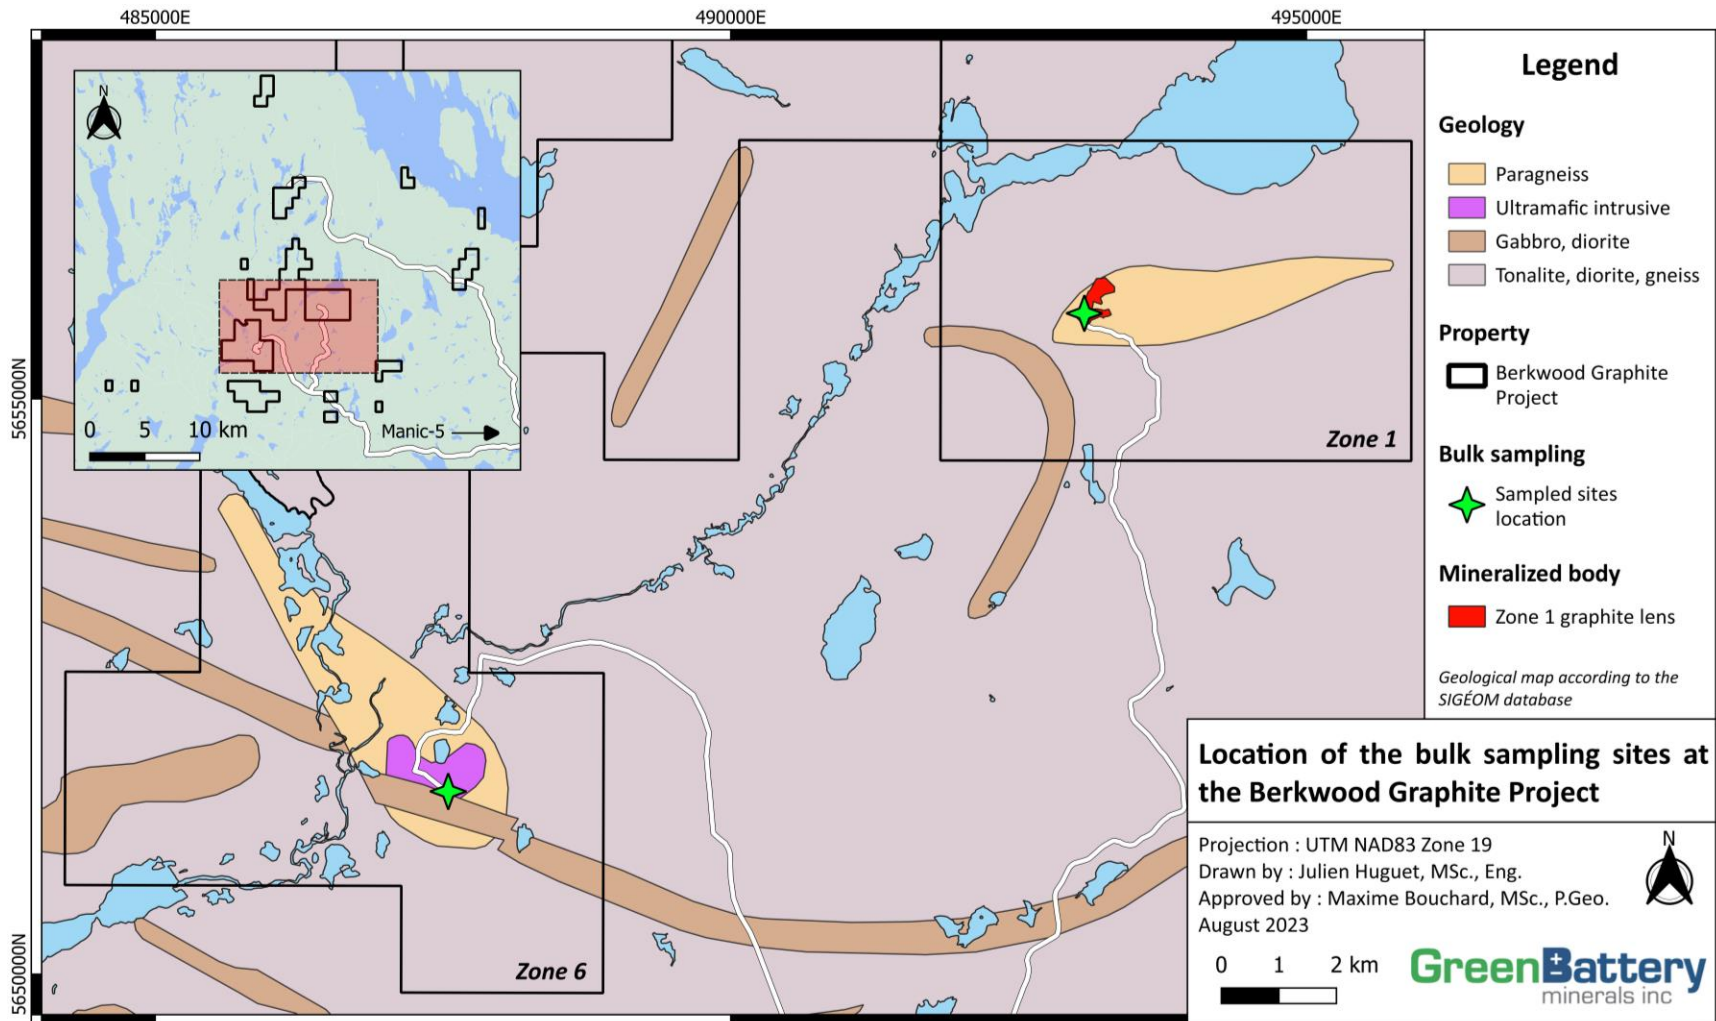 485000E
490000E
495000E
5655000N
5650000N
N
0 5 10 km
Manic-5
Zone 1
Zone 6
Legend
Geology
Paragneiss
Ultramafic intrusive
Gabbro, diorite
Tonalite, diorite, gneiss
Property
Berkwood Graphite
Project
Bulk sampling
Sampled sites
location
Mineralized body
Zone 1 graphite lens
Geological map according to the
SIGÉOM database
Location of the bulk sampling sites at
the Berkwood Graphite Project
Projection : UTM NAD83 Zone 19
Drawn by : Julien Huguet, MSc., Eng.
Approved by : Maxime Bouchard, MSc., P.Geo.
August 2023
N
0 1 2 km
GreenBattery
minerals inc